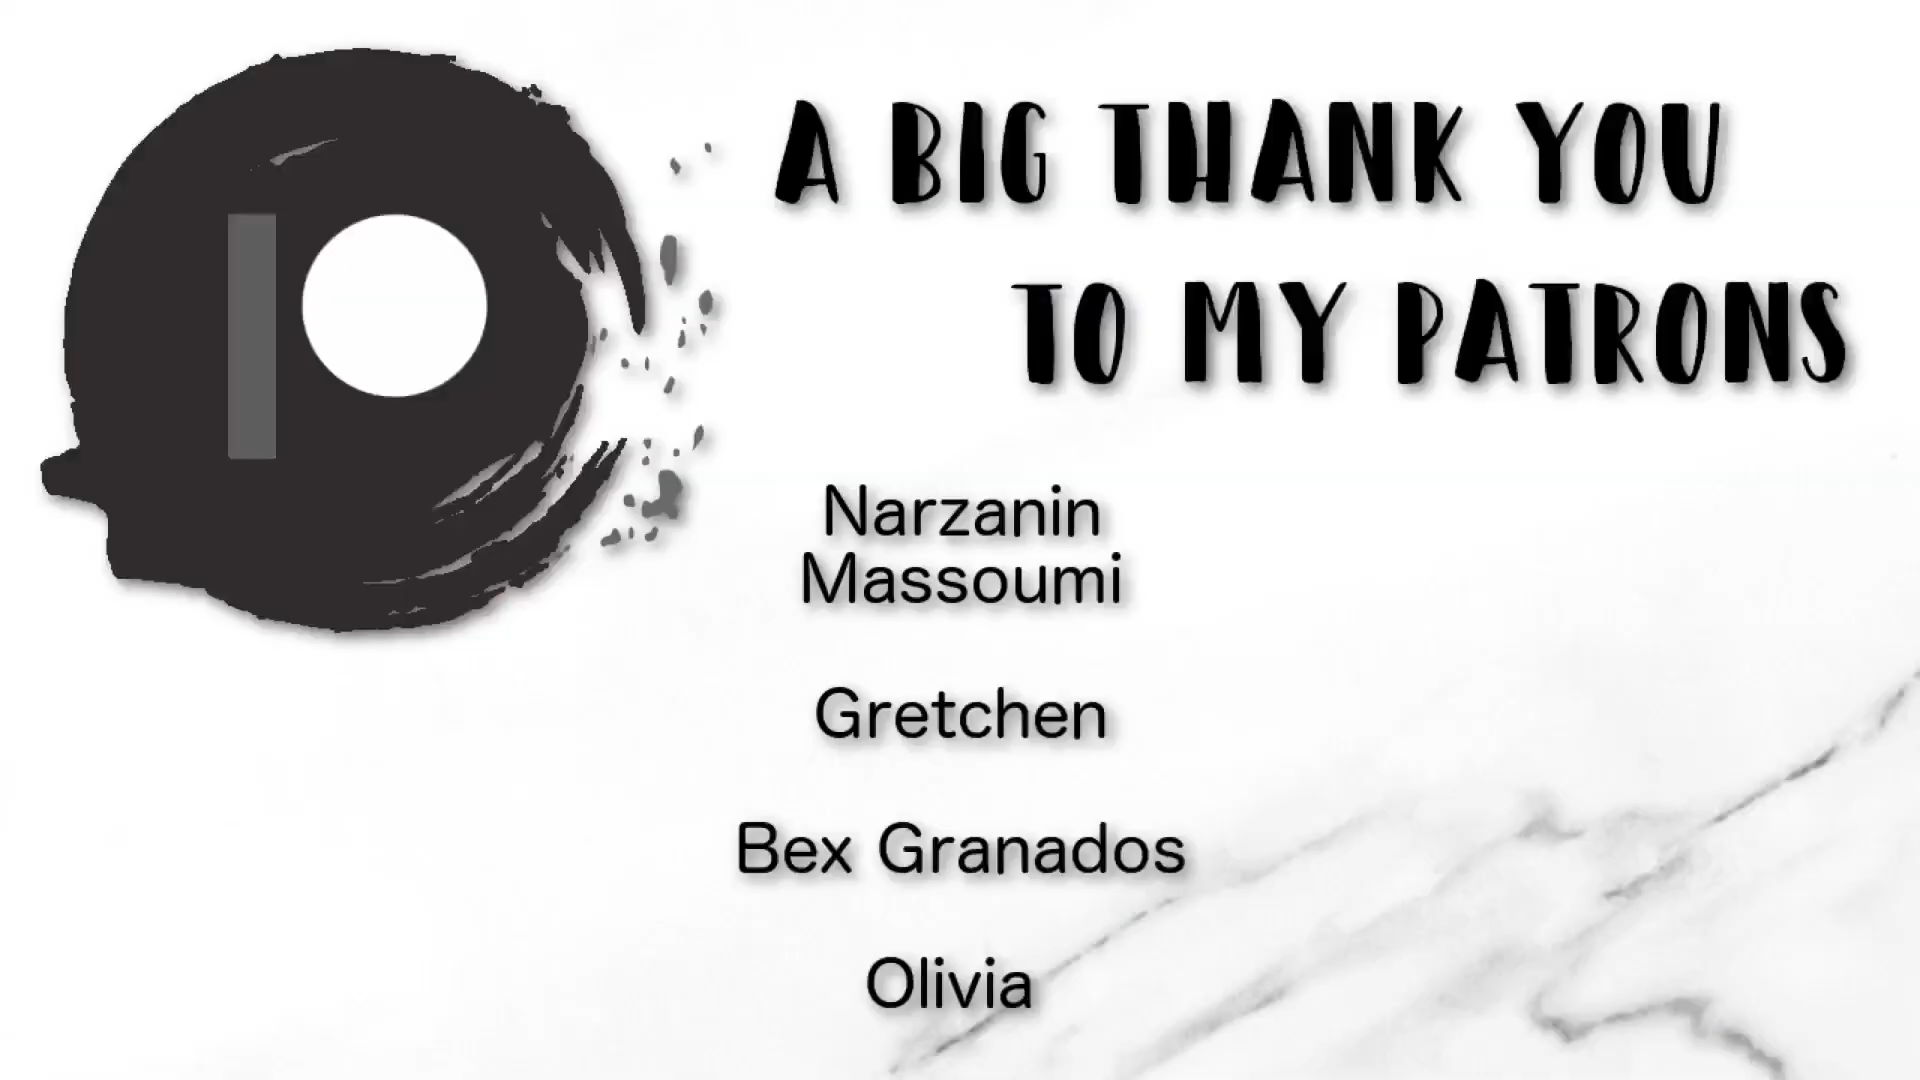 A BIG THANK YOU
TO MY PATRONS
Narzanin
Massoumi
Gretchen
Bex Granados
Olivia